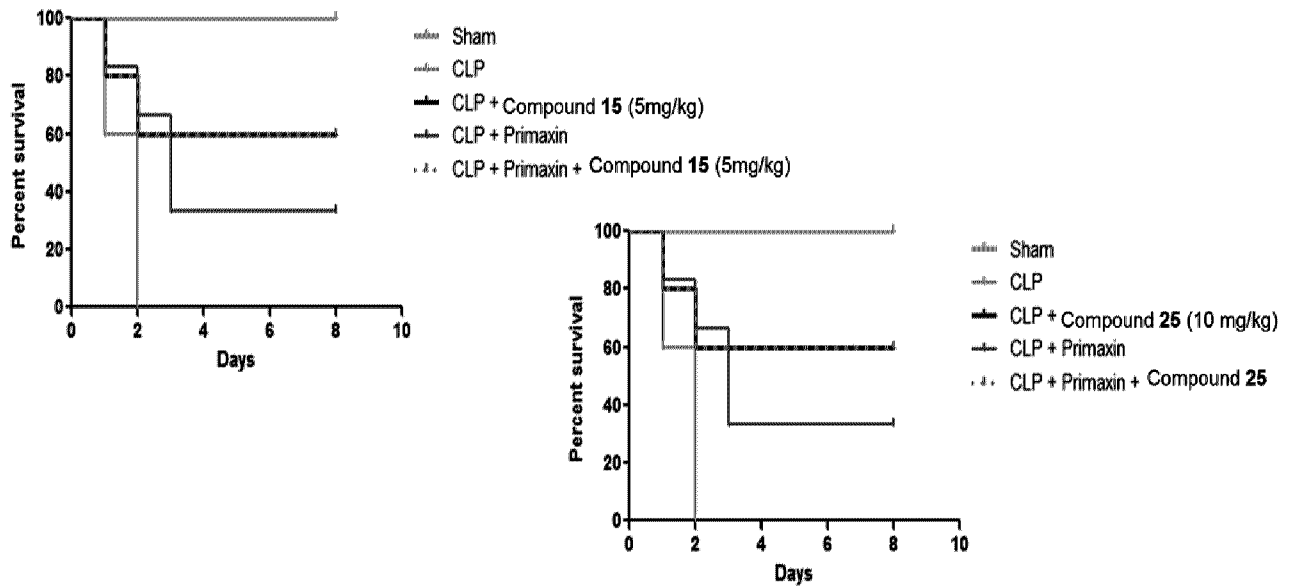 Percent survival
100
80
60
40
20
0
0 2 4 6 8 10
Days
Sham
CLP
CLP + Compound 15 (5mg/kg)
CLP + Primaxin
CLP + Primaxin + Compound 15 (5mg/kg)
Percent survival
100
80
60
40
20
0
0 2 4 6 8 10
Days
Sham
CLP
CLP + Compound 25 (10 mg/kg)
CLP + Primaxin
CLP + Primaxin + Compound 25